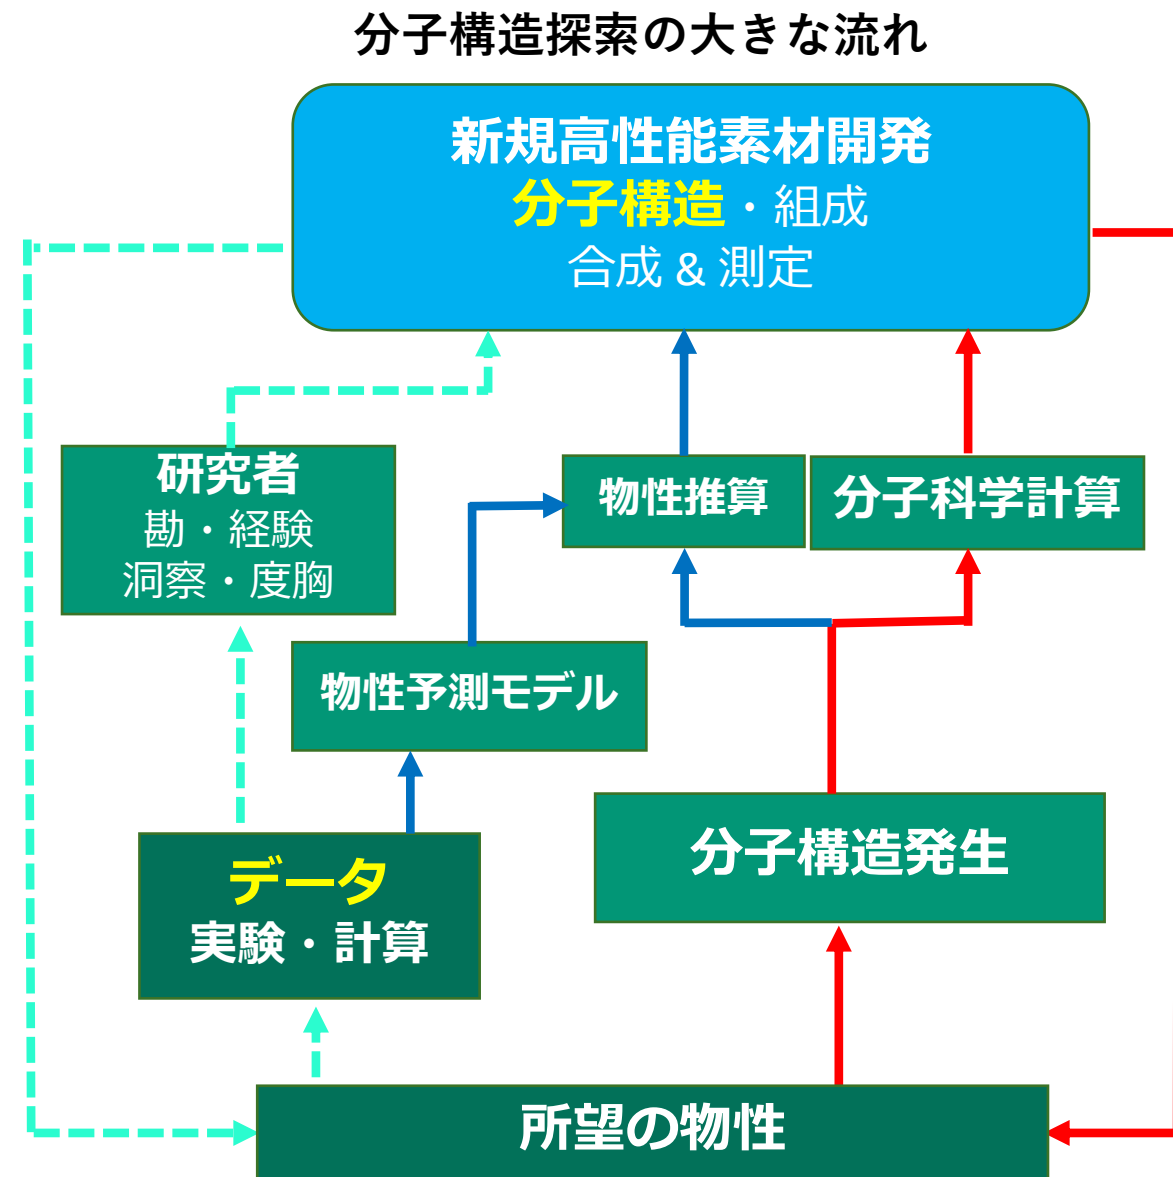 分子構造探索の大きな流れ
新規高性能素材開発
分子構造・組成
合成 & 測定
研究者
勘・経験
洞察・度胸
物性推算
分子科学計算
物性予測モデル
データ
実験・計算
分子構造発生
所望の物性